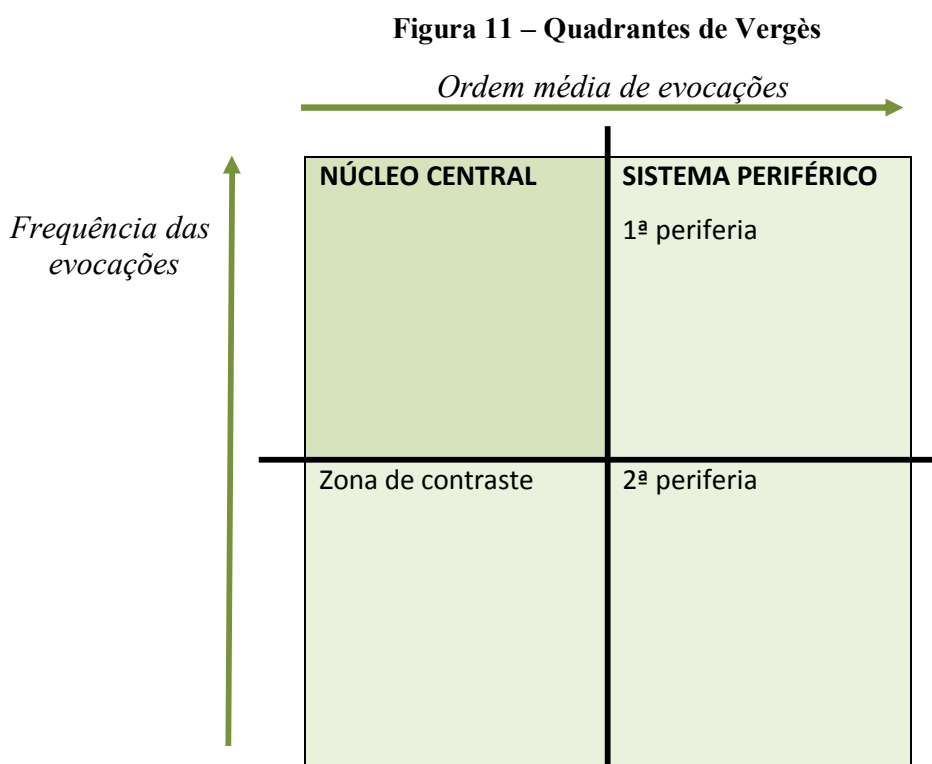 Figura 11 – Quadrantes de Vergès
Ordem média de evocações
Frequência das
evocações
NÚCLEO CENTRAL
SISTEMA PERIFÉRICO
1ª periferia
Zona de contraste
2ª periferia